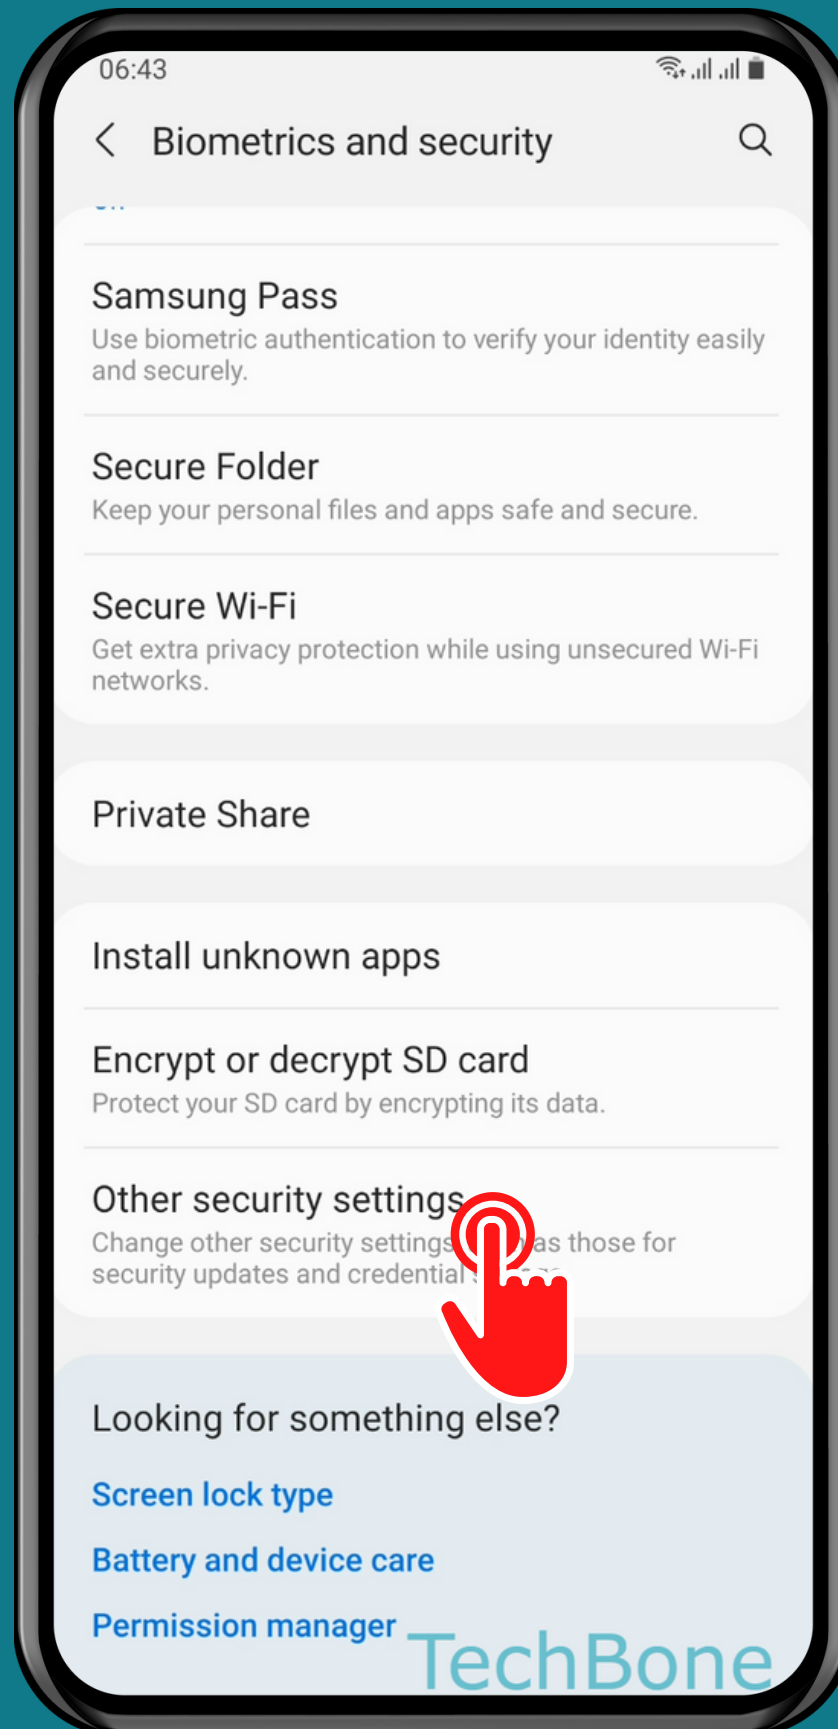 06:43
Biometrics and security
Samsung Pass
Use biometric authentication to verify your identity easily
and securely.
Secure Folder
Keep your personal files and apps safe and secure.
Secure Wi-Fi
Get extra privacy protection while using unsecured Wi-Fi
networks.
Private Share
Install unknown apps
Encrypt or decrypt SD card
Protect your SD card by encrypting its data.
Other security settings
Change other security settings as those for
security updates and credential
Looking for something else?
Screen lock type
Battery and device care
Permission manager
TechBone